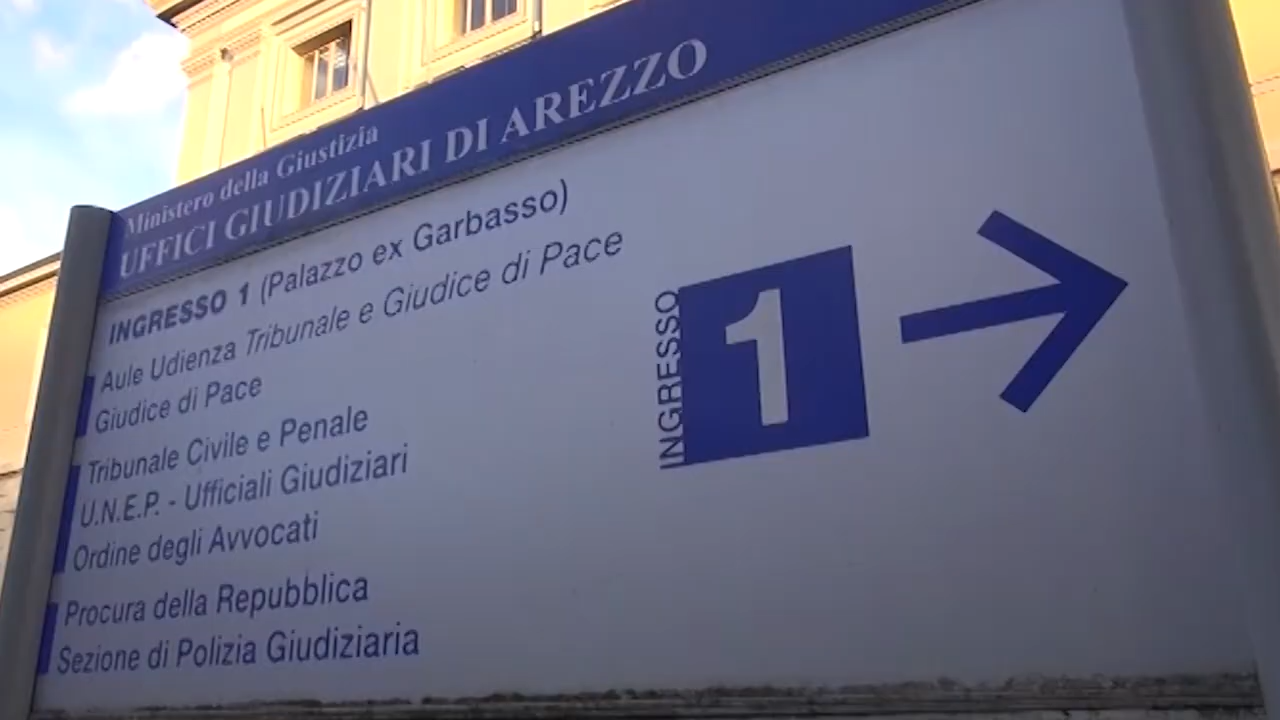 Ministero della Giustizia
UFFICI GIUDIZIARI DI AREZZO
INGRESSO 1 (Palazzo ex Garbasso)
Aule Udienza Tribunale e Giudice di Pace
Giudice di Pace
Tribunale Civile e Penale
U.N.E.P. - Ufficiali Giudiziari
Ordine degli Avvocati
Procura della Repubblica
Sezione di Polizia Giudiziaria
INGRESSO
1